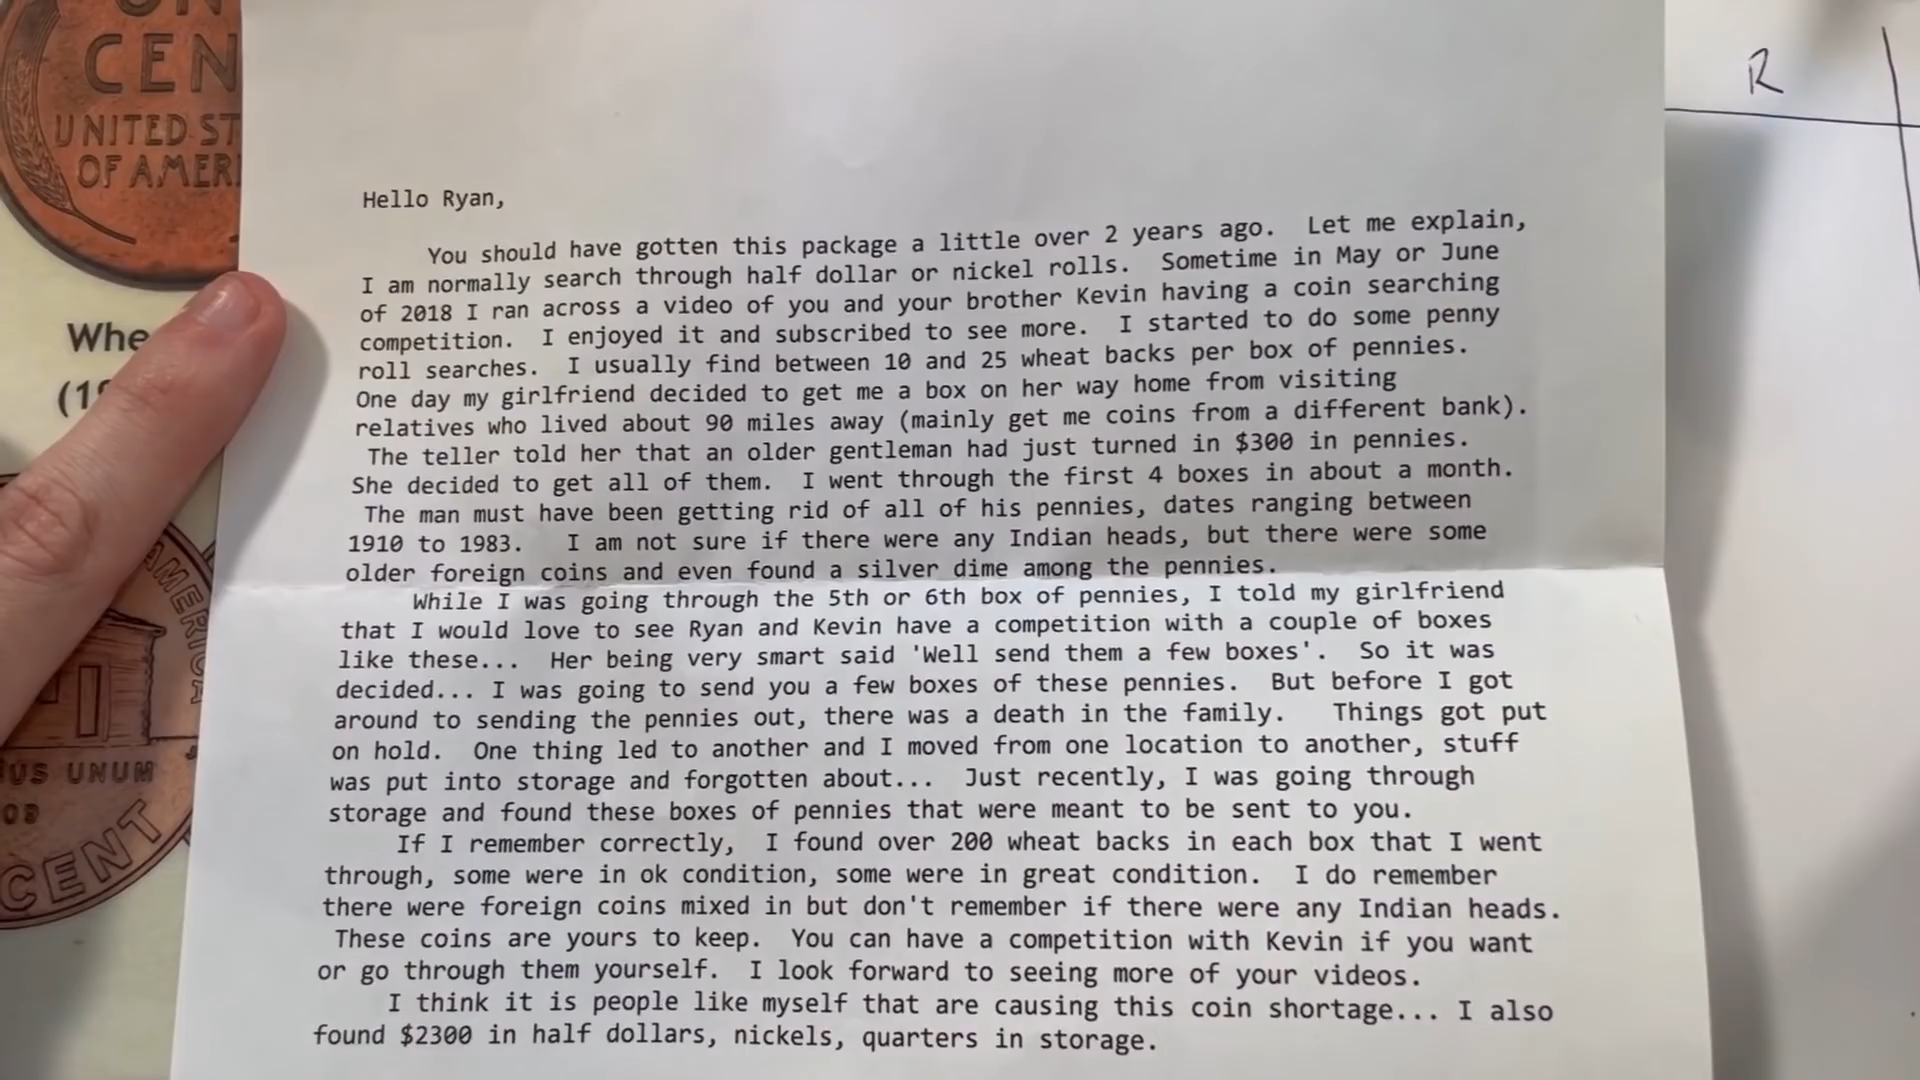 ON
CEN
UNITED ST
OF AMER
Whe
(19
AMERICA
US UNUM
CENT
R
Hello Ryan,
You should have gotten this package a little over 2 years ago. Let me explain,
I am normally search through half dollar or nickel rolls. Sometime in May or June
of 2018 I ran across a video of you and your brother Kevin having a coin searching
competition. I enjoyed it and subscribed to see more. I started to do some penny
roll searches. I usually find between 10 and 25 wheat backs per box of pennies.
One day my girlfriend decided to get me a box on her way home from visiting
relatives who lived about 90 miles away (mainly get me coins from a different bank).
The teller told her that an older gentleman had just turned in $300 in pennies.
She decided to get all of them. I went through the first 4 boxes in about a month.
The man must have been getting rid of all of his pennies, dates ranging between
1910 to 1983. I am not sure if there were any Indian heads, but there were some
older foreign coins and even found a silver dime among the pennies.
While I was going through the 5th or 6th box of pennies, I told my girlfriend
that I would love to see Ryan and Kevin have a competition with a couple of boxes
like these... Her being very smart said 'Well send them a few boxes'. So it was
decided... I was going to send you a few boxes of these pennies. But before I got
around to sending the pennies out, there was a death in the family. Things got put
on hold. One thing led to another and I moved from one location to another, stuff
was put into storage and forgotten about... Just recently, I was going through
storage and found these boxes of pennies that were meant to be sent to you.
If I remember correctly, I found over 200 wheat backs in each box that I went
through, some were in ok condition, some were in great condition. I do remember
there were foreign coins mixed in but don't remember if there were any Indian heads.
These coins are yours to keep. You can have a competition with Kevin if you want
or go through them yourself. I look forward to seeing more of your videos.
I think it is people like myself that are causing this coin shortage... I also
found $2300 in half dollars, nickels, quarters in storage.